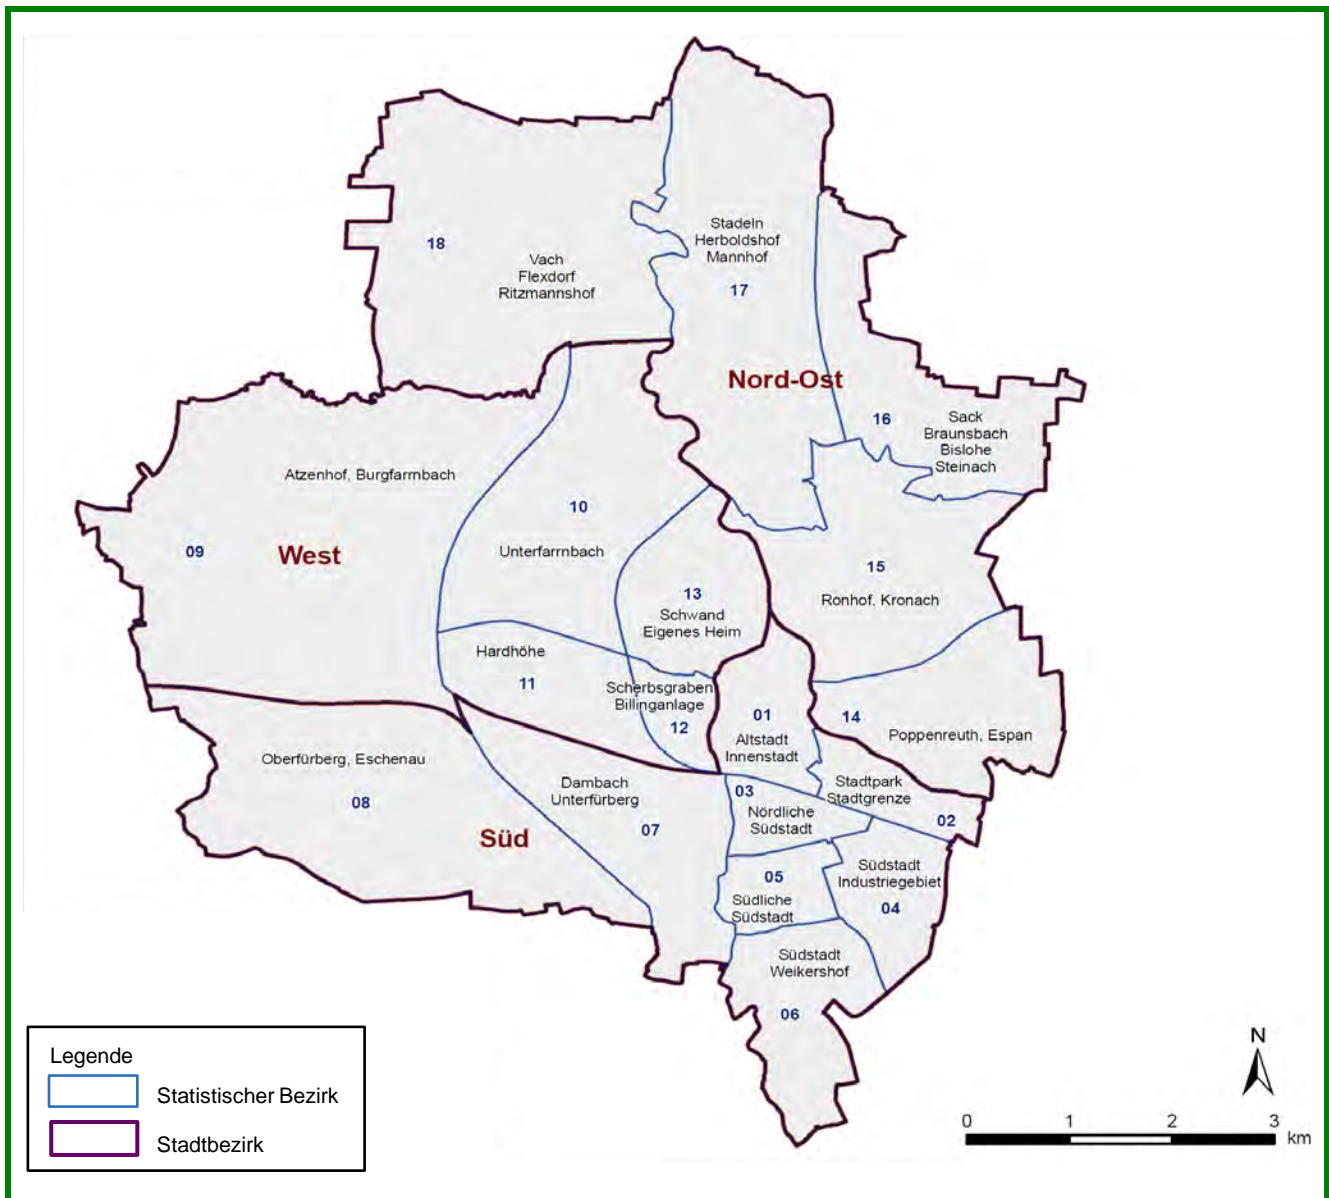 18
Vach
Flexdorf
Ritzmannshof
Stadeln
Herboldshof
Mannhof
17
Nord-Ost
16
Sack
Braunsbach
Bislohe
Steinach
Atzenhof, Burgfarrnbach
09
West
10
Unterfarrnbach
13
Schwand
Eigenes Heim
15
Ronhof, Kronach
Hardhöhe
11
Scherbsgraben
Billinganlage
12
01
Altstadt
Innenstadt
14
Poppenreuth, Espan
Oberfürberg, Eschenau
08
Süd
Dambach
Unterfürberg
07
03
Nördliche
Südstadt
Stadtpark
Stadtgrenze
02
05
Südliche
Südstadt
Südstadt
Industriegebiet
04
Südstadt
Weikershof
06
Legende
Statistischer Bezirk
Stadtbezirk
N
0 1 2 3
km